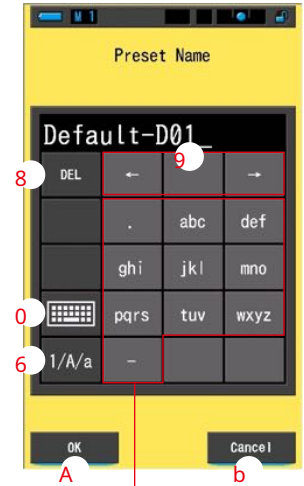 M 1
Preset Name
Default-D01_
8 DEL ← 9 →
. abc def
ghi jkl mno
0 pqrs tuv wxyz
6 1/A/a -
OK Cancel
A b